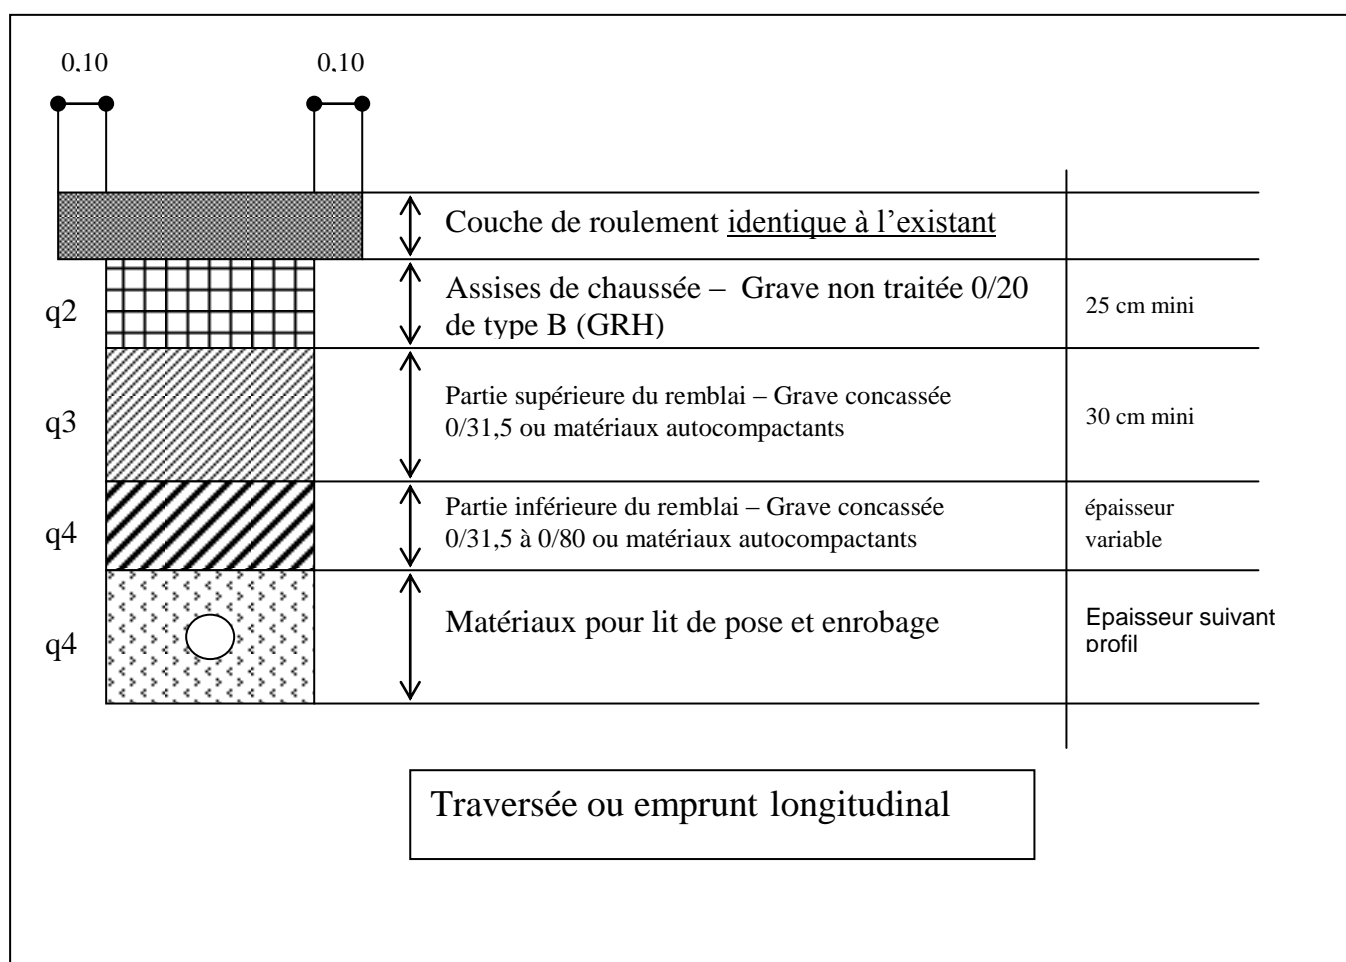 0,10
0,10
Couche de roulement identique à l’existant
q2
Assises de chaussée – Grave non traitée 0/20
de type B (GRH)
25 cm mini
q3
Partie supérieure du remblai – Grave concassée
0/31,5 ou matériaux autocompactants
30 cm mini
q4
Partie inférieure du remblai – Grave concassée
0/31,5 à 0/80 ou matériaux autocompactants
épaisseur
variable
q4
Matériaux pour lit de pose et enrobage
Epaisseur suivant
profil
Traversée ou emprunt longitudinal